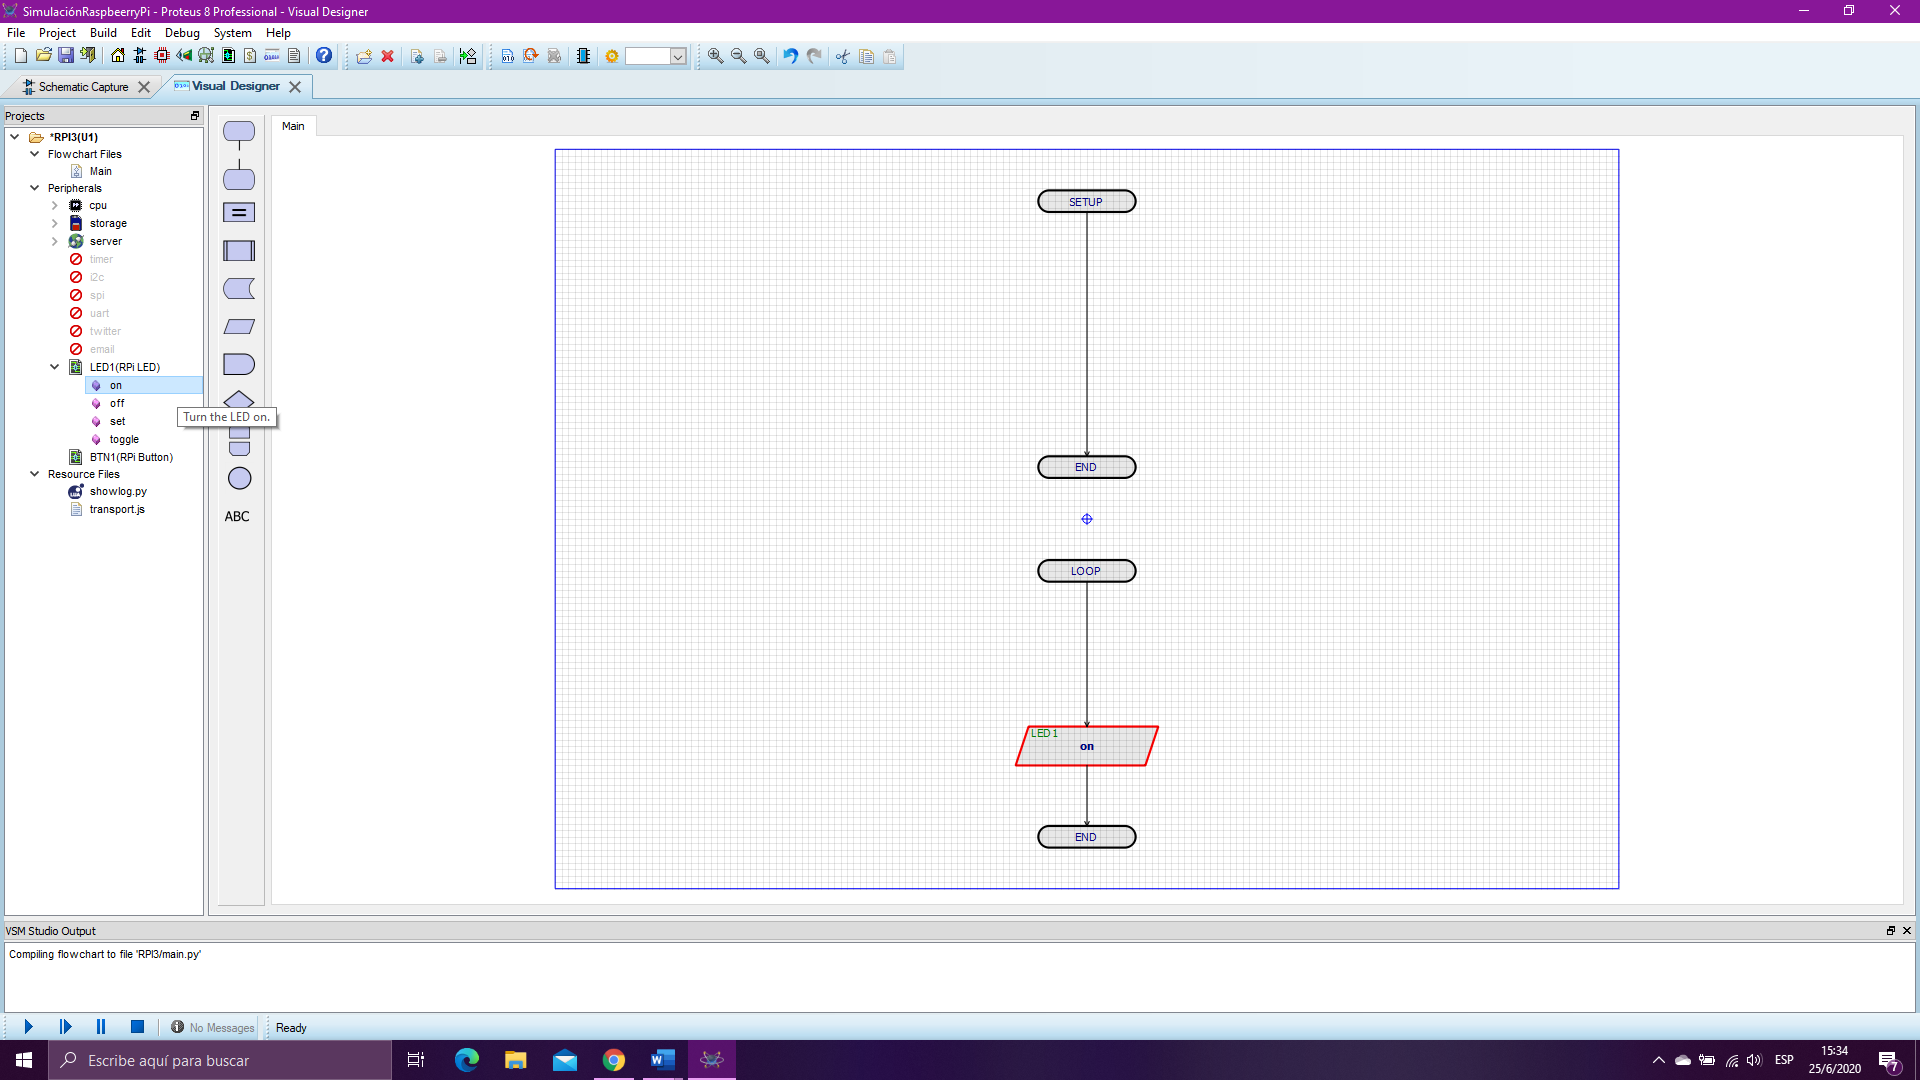 SimulaciónRaspbeerryPi - Proteus 8 Professional - Visual Designer
File Project Build Edit Debug System Help
Schematic Capture
Visual Designer
Projects
*RPI3(U1)
Flowchart Files
Main
Peripherals
cpu
storage
server
timer
i2c
spi
uart
twitter
email
LED1(RPi LED)
on
off
set
toggle
BTN1(RPi Button)
Resource Files
showlog.py
transport.js
Turn the LED on.
ABC
Main
SETUP
END
LOOP
LED1
on
END
VSM Studio Output
Compiling flowchart to file 'RPI3/main.py'
No Messages
Ready
Escribe aquí para buscar
ESP
15:34
25/6/2020
7